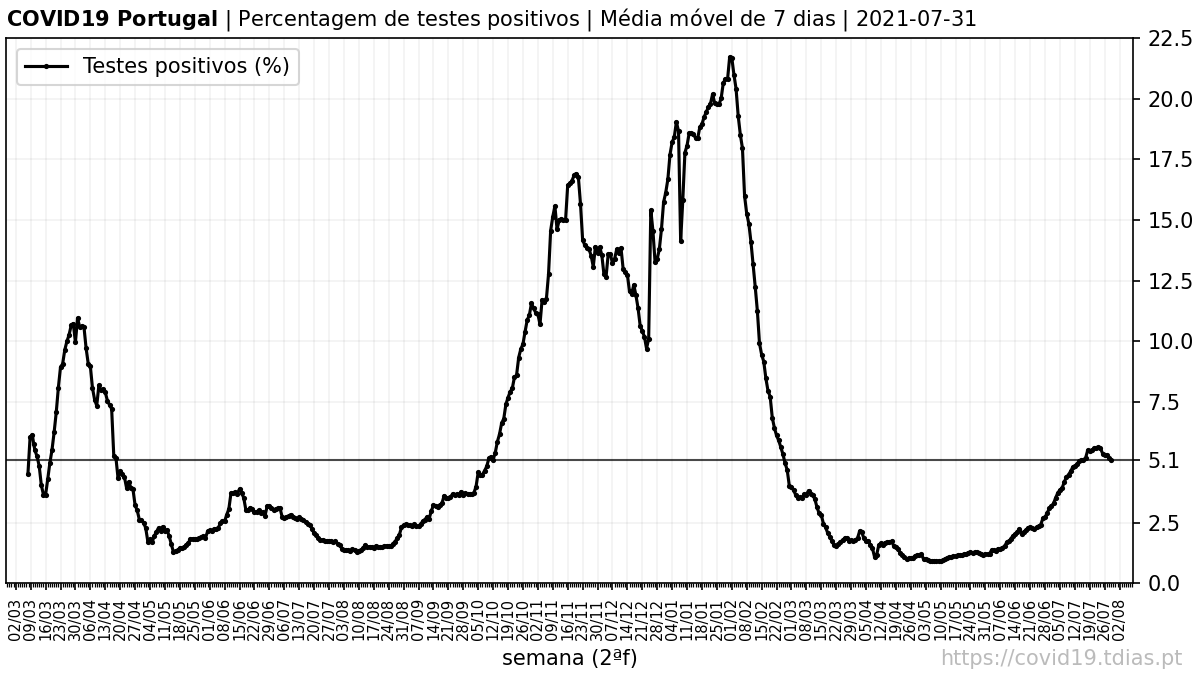 COVID19 Portugal | Percentagem de testes positivos | Média móvel de 7 dias | 2021-07-31
Testes positivos (%)
22.5
20.0
17.5
15.0
12.5
10.0
7.5
5.1
2.5
0.0
02/03 09/03 16/03 23/03 30/03 06/04 13/04 20/04 27/04 04/05 11/05 18/05 25/05 01/06 08/06 15/06 22/06 29/06 06/07 13/07 20/07 27/07 03/08 10/08 17/08 24/08 31/08 07/09 14/09 21/09 28/09 05/10 12/10 19/10 26/10 02/11 09/11 16/11 23/11 30/11 07/12 14/12 21/12 28/12 04/01 11/01 18/01 25/01 01/02 08/02 15/02 22/02 01/03 08/03 15/03 22/03 29/03 05/04 12/04 19/04 26/04 03/05 10/05 17/05 24/05 31/05 07/06 14/06 21/06 28/06 05/07 12/07 19/07 26/07 02/08
semana (2ªf)
https://covid19.tdias.pt